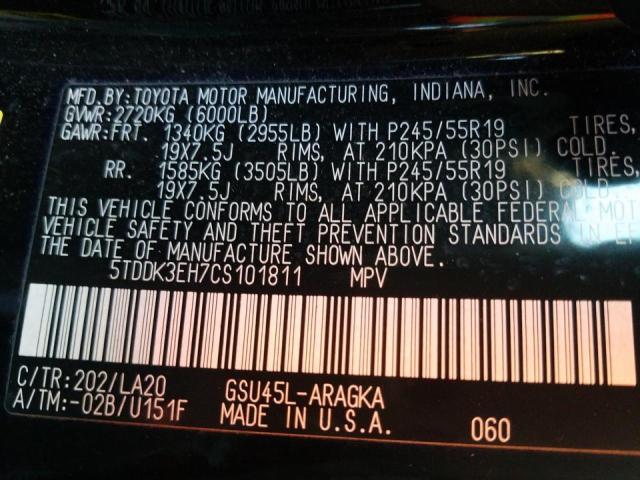 MFD. BY: TOYOTA MOTOR MANUFACTURING, INDIANA, INC.
GVWR: 2720KG (6000LB)
GAWR: FRT. 1340KG (2955LB) WITH P245/55R19 TIRES,
19X7.5J RIMS, AT 210KPA (30PSI) COLD.
RR. 1585KG (3505LB) WITH P245/55R19 TIRES,
19X7.5J RIMS, AT 210KPA (30PSI) COLD.
THIS VEHICLE CONFORMS TO ALL APPLICABLE FEDERAL
VEHICLE SAFETY AND THEFT PREVENTION STANDARDS IN
THE DATE OF MANUFACTURE SHOWN ABOVE.
5TDDK3EH7CS101811 MPV
C/TR: 202/LA20 GSU45L-ARAGKA
A/TM: -02B/U151F MADE IN U.S.A. 060